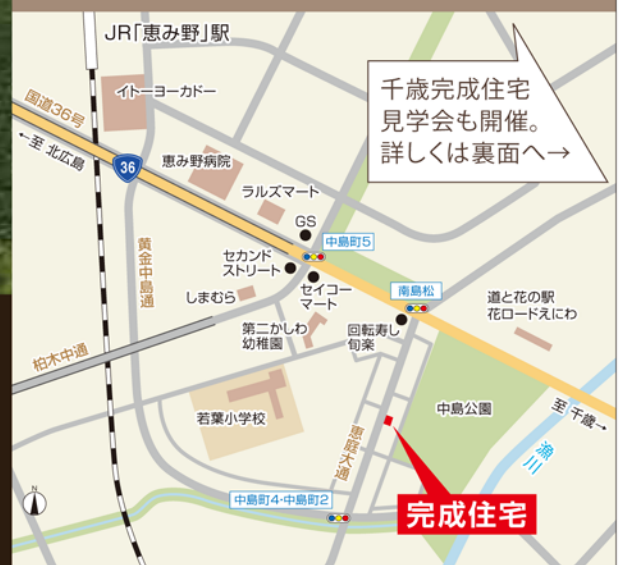 JR「恵み野」駅
イトーヨーカドー
千歳完成住宅
見学会も開催。
詳しくは裏面へ→
国道36号
←至 北広島
36
恵み野病院
ラルズマート
GS
中島町5
黄金中島通
セカンド
ストリート
セイコー
マート
しまむら
南島松
道と花の駅
花ロードえにわ
第二かしわ
幼稚園
回転寿し
旬楽
柏木中通
若葉小学校
中島公園
至 千歳→
恵庭大通
漁川
N
中島町4-中島町2
完成住宅